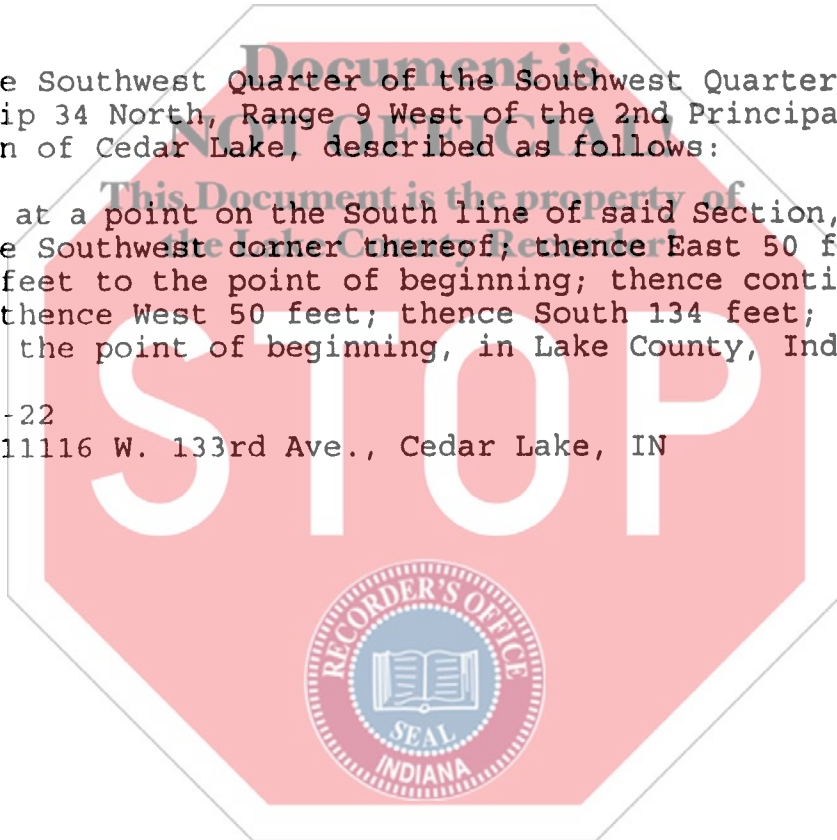 Document is
e Southwest Quarter of the Southwest Quarter
ip 34 North, Range 9 West of the 2nd Principa
NOT OFFICIAL!
n of Cedar Lake, described as follows:
This Document is the property of
at a point on the South line of said Section,
the Lake County Recorder!
e Southwest corner thereof; thence East 50 f
feet to the point of beginning; thence conti
thence West 50 feet; thence South 134 feet;
the point of beginning, in Lake County, Ind
-22
11116 W. 133rd Ave., Cedar Lake, IN
STOP
RECORDER'S OFFICE
SEAL
INDIANA